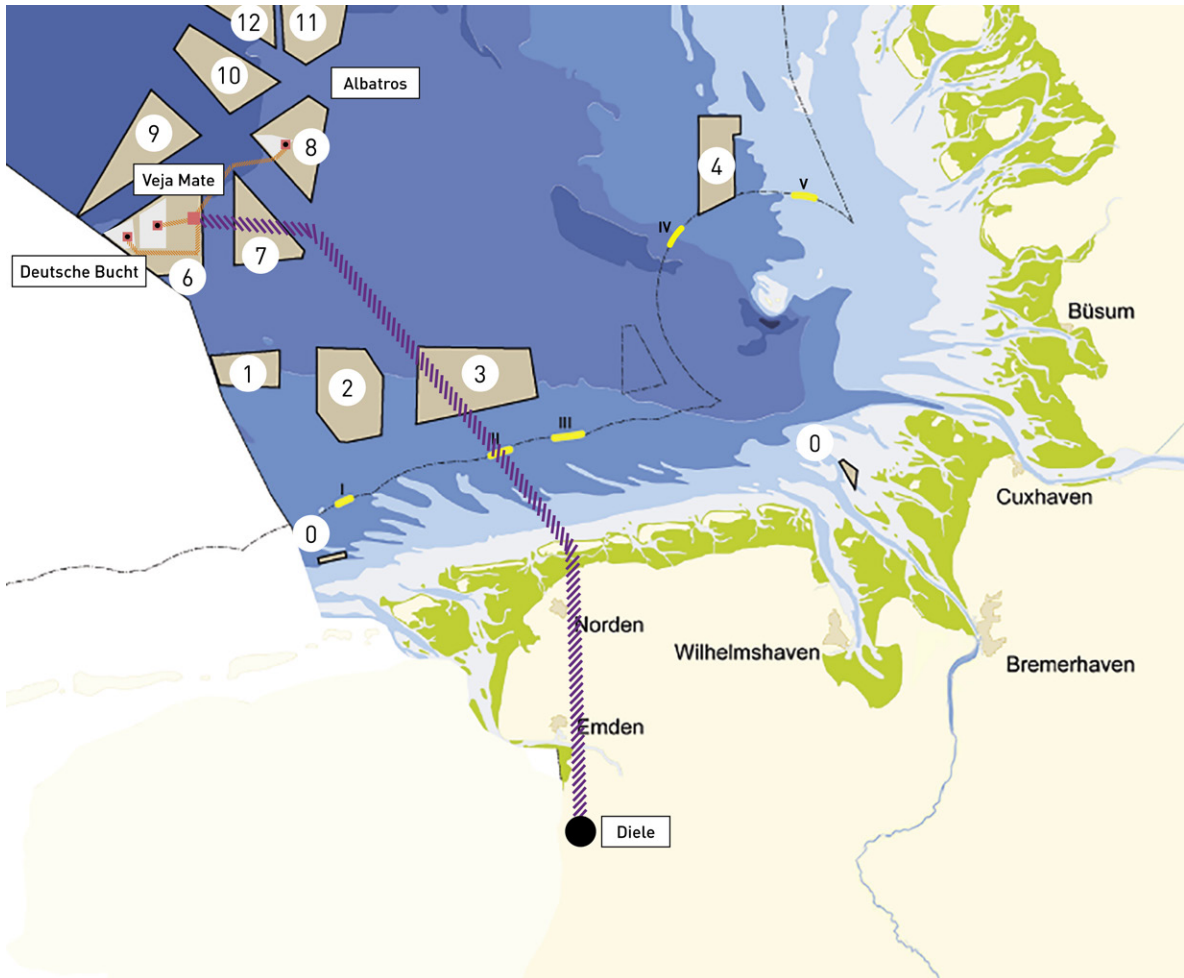 12
11
10
Albatros
9
8
4
V
Veja Mate
IV
7
Deutsche Bucht
6
Büsum
1
2
3
III
II
0
I
Cuxhaven
0
Norden
Wilhelmshaven
Bremerhaven
Emden
Diele